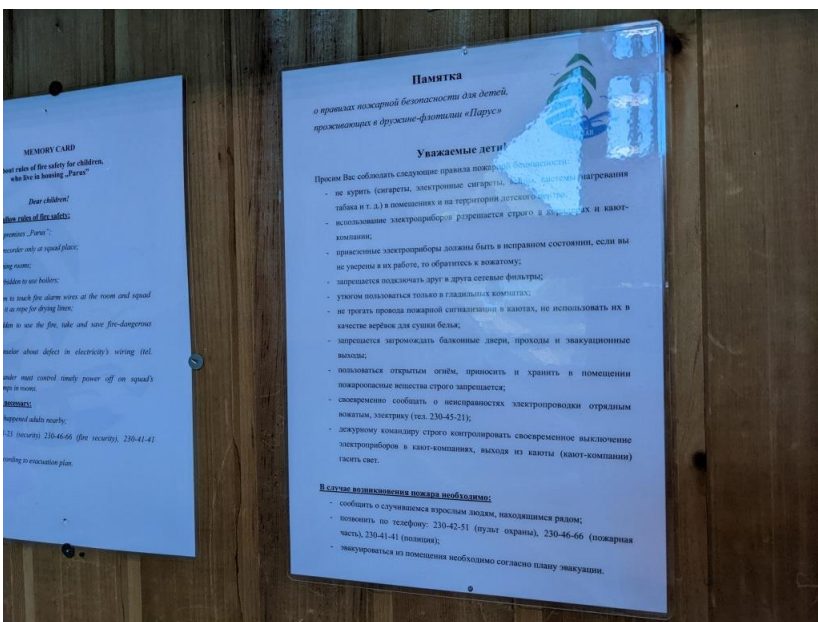 MEMORY CARD
out rules of fire safety for children,
who live in housing „Parus”
Dear children!
follow rules of fire safety:
premises „Parus”;
recorder only at squad place;
ning rooms;
bidden to use boilers;
n to touch fire alarm wires at the room and squad
it as rope for drying linen;
dden to use the fire, take and save fire-dangerous
nselor about defect in electricity's wiring (tel.
ander must control timely power off on squad's
mps in rooms.
necessary:
happened adults nearby;
(security) 230-46-66 (fire security), 230-41-41
cording to evacuation plan.
Памятка
о правилах пожарной безопасности для детей,
проживающих в дружине-флотилии «Парус»
Уважаемые дети!
Просим Вас соблюдать следующие правила пожарной безопасности:
- не курить (сигареты, электронные сигареты, вейпы, системы нагревания
табака и т. д.) в помещениях и на территории детского центра;
- использование электроприборов разрешается строго в коридорах и кают-
компании;
- привезенные электроприборы должны быть в исправном состоянии, если вы
не уверены в их работе, то обратитесь к вожатому;
- запрещается подключать друг в друга сетевые фильтры;
- утюгом пользоваться только в гладильных комнатах;
- не трогать провода пожарной сигнализации в каютах, не использовать их в
качестве верёвок для сушки белья;
- запрещается загромождать балконные двери, проходы и эвакуационные
выходы;
- пользоваться открытым огнём, приносить и хранить в помещении
пожароопасные вещества строго запрещается;
- своевременно сообщать о неисправностях электропроводки отрядным
вожатым, электрику (тел. 230-45-21);
- дежурному командиру строго контролировать своевременное выключение
электроприборов в кают-компаниях, выходя из каюты (кают-компании)
гасить свет.
В случае возникновения пожара необходимо:
- сообщить о случившемся взрослым людям, находящимся рядом;
- позвонить по телефону: 230-42-51 (пульт охраны), 230-46-66 (пожарная
часть), 230-41-41 (полиция);
- эвакуироваться из помещения необходимо согласно плану эвакуации.